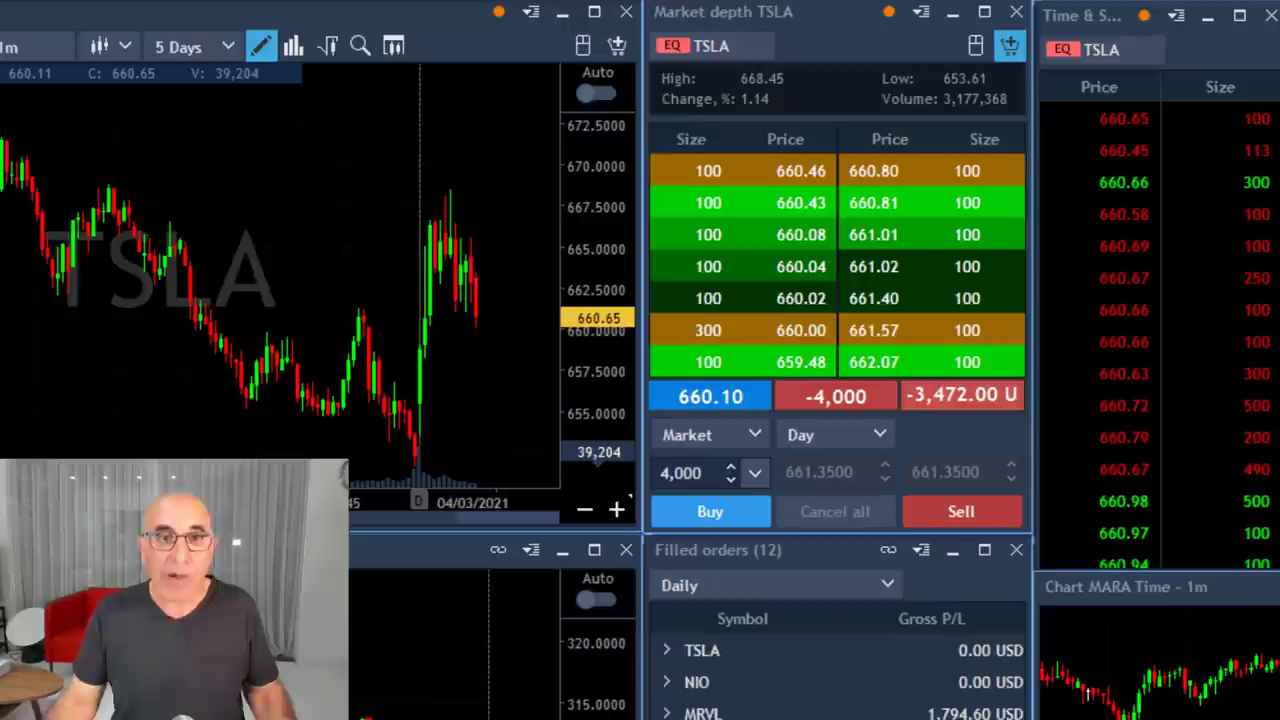 1m
5 Days
660.11 C: 660.65 V: 39,204
Auto
672.5000
670.0000
667.5000
665.0000
662.5000
660.65
660.0000
657.5000
655.0000
39,204
TSLA
:45
D
04/03/2021
Market depth TSLA
EQ TSLA
High: 668.45 Low: 653.61
Change, %: 1.14 Volume: 3,177,368
Size Price Price Size
100 660.46 660.80 100
100 660.43 660.81 100
100 660.08 661.01 100
100 660.04 661.02 100
100 660.02 661.40 100
300 660.00 661.57 100
100 659.48 662.07 100
660.10 -4,000 -3,472.00 U
Market Day
4,000 661.3500 661.3500
Buy Cancel all Sell
Time & S...
EQ TSLA
Price Size
660.65 100
660.45 113
660.66 300
660.58 100
660.69 100
660.67 250
660.66 100
660.66 100
660.63 300
660.72 500
660.79 200
660.67 490
660.98 500
660.97 100
660.94 100
Auto
320.0000
315.0000
Filled orders (12)
Daily
Symbol Gross P/L
TSLA 0.00 USD
NIO 0.00 USD
MRVL 1,794.60 USD
Chart MARA Time - 1m